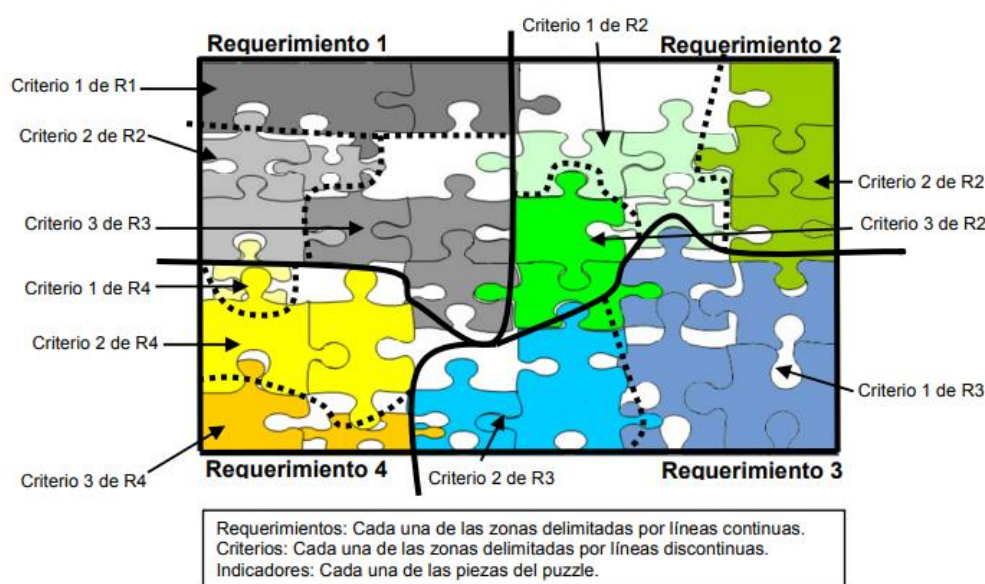 Criterio 1 de R2
Requerimiento 1
Requerimiento 2
Criterio 1 de R1
Criterio 2 de R2
Criterio 2 de R2
Criterio 3 de R3
Criterio 3 de R2
Criterio 1 de R4
Criterio 2 de R4
Criterio 1 de R3
Requerimiento 4
Requerimiento 3
Criterio 3 de R4
Criterio 2 de R3
Requerimientos: Cada una de las zonas delimitadas por líneas continuas.
Criterios: Cada una de las zonas delimitadas por líneas discontinuas.
Indicadores: Cada una de las piezas del puzzle.